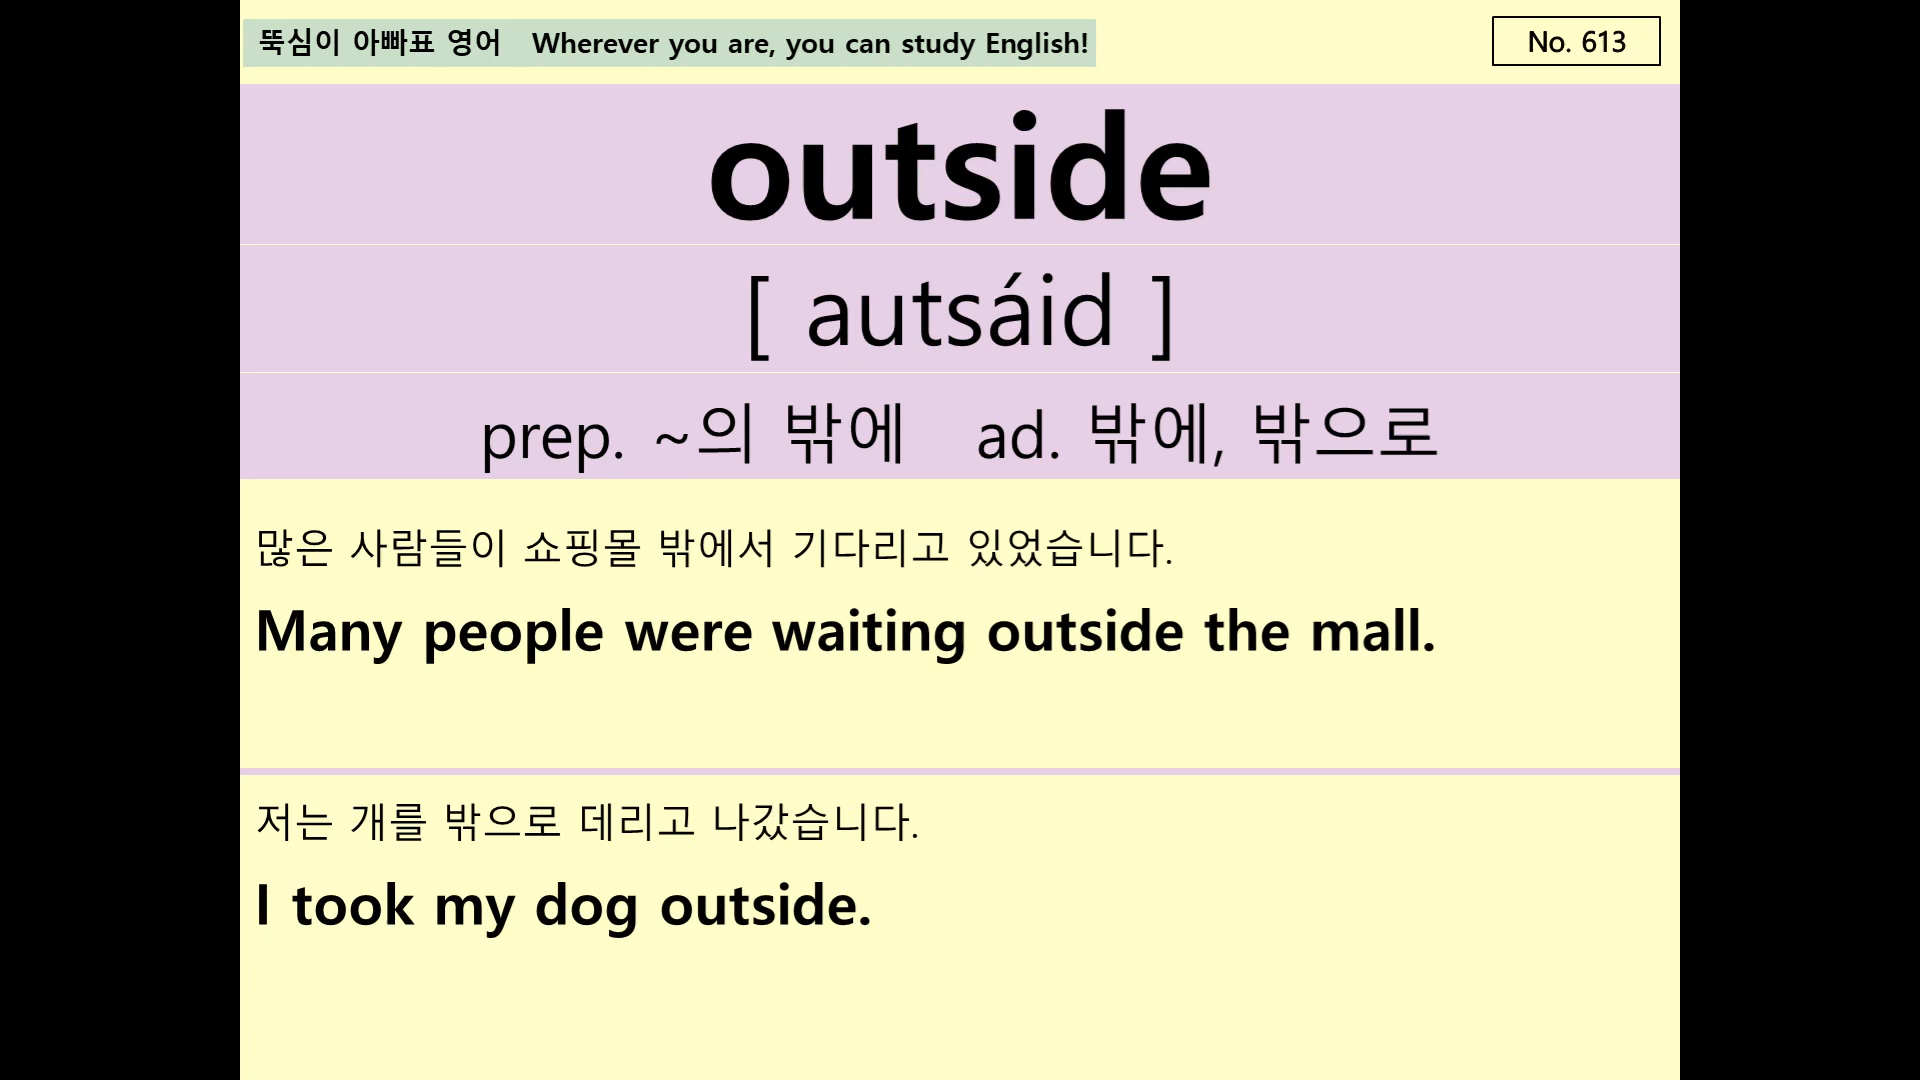 뚝심이 아빠표 영어 Wherever you are, you can study English!
No. 613
outside
[ autsáid ]
prep. ~의 밖에 ad. 밖에, 밖으로
많은 사람들이 쇼핑몰 밖에서 기다리고 있었습니다.
Many people were waiting outside the mall.
저는 개를 밖으로 데리고 나갔습니다.
I took my dog outside.